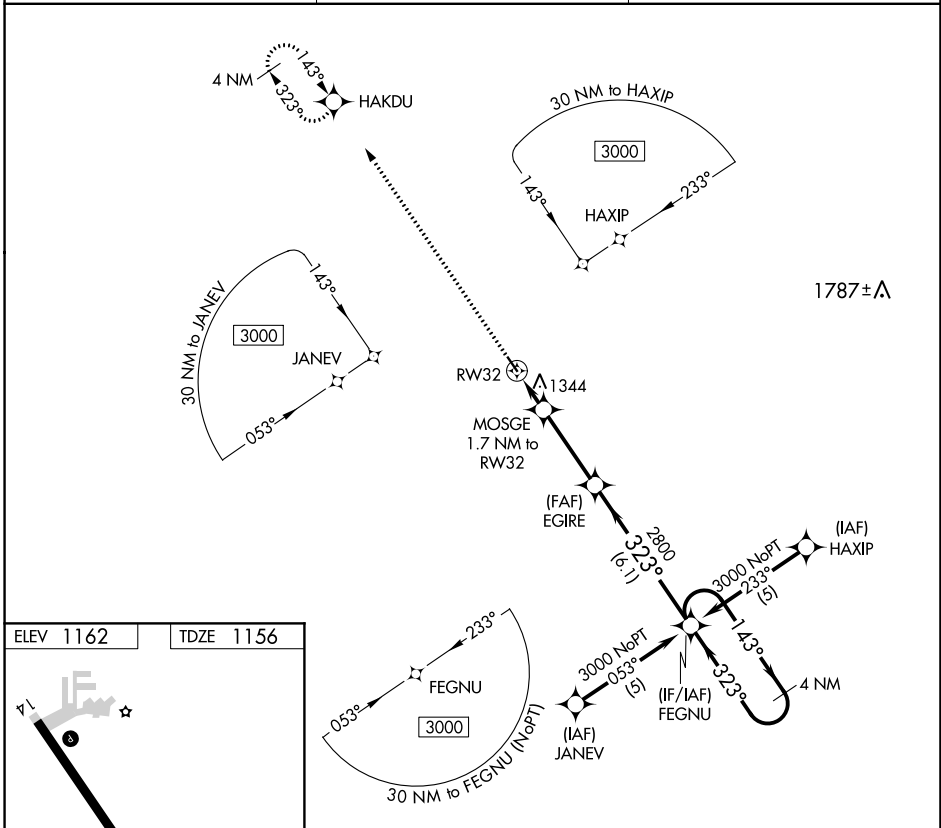 143°
4 NM
323°
HAKDU
30 NM to HAXIP
3000
143°
233°
HAXIP
1787±
30 NM to JANEV
143°
3000
JANEV
053°
RW32
1344
MOSGE
1.7 NM to
RW32
(FAF)
EGIRE
2800
323°
(6.1)
(IAF)
HAXIP
3000 NoPT
233°
(5)
ELEV 1162
TDZE 1156
14
P
233°
FEGNU
053°
3000
30 NM to FEGNU (NoPT)
3000 NoPT
053°
(5)
(IAF)
JANEV
(IF/IAF)
FEGNU
143°
323°
4 NM